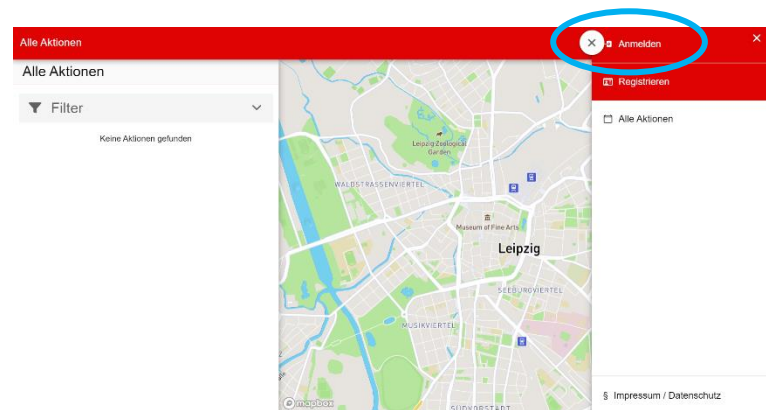 Alle Aktionen
Anmelden
Alle Aktionen
Registrieren
Filter
Keine Aktionen gefunden
Alle Aktionen
Leipzig Zoological
Garden
WALDSTRASSENVIERTEL
Museum of Fine Arts
Leipzig
SEEBURGVIERTEL
MUSIKVIERTEL
mapbox
SÜDVORSTADT
§ Impressum / Datenschutz